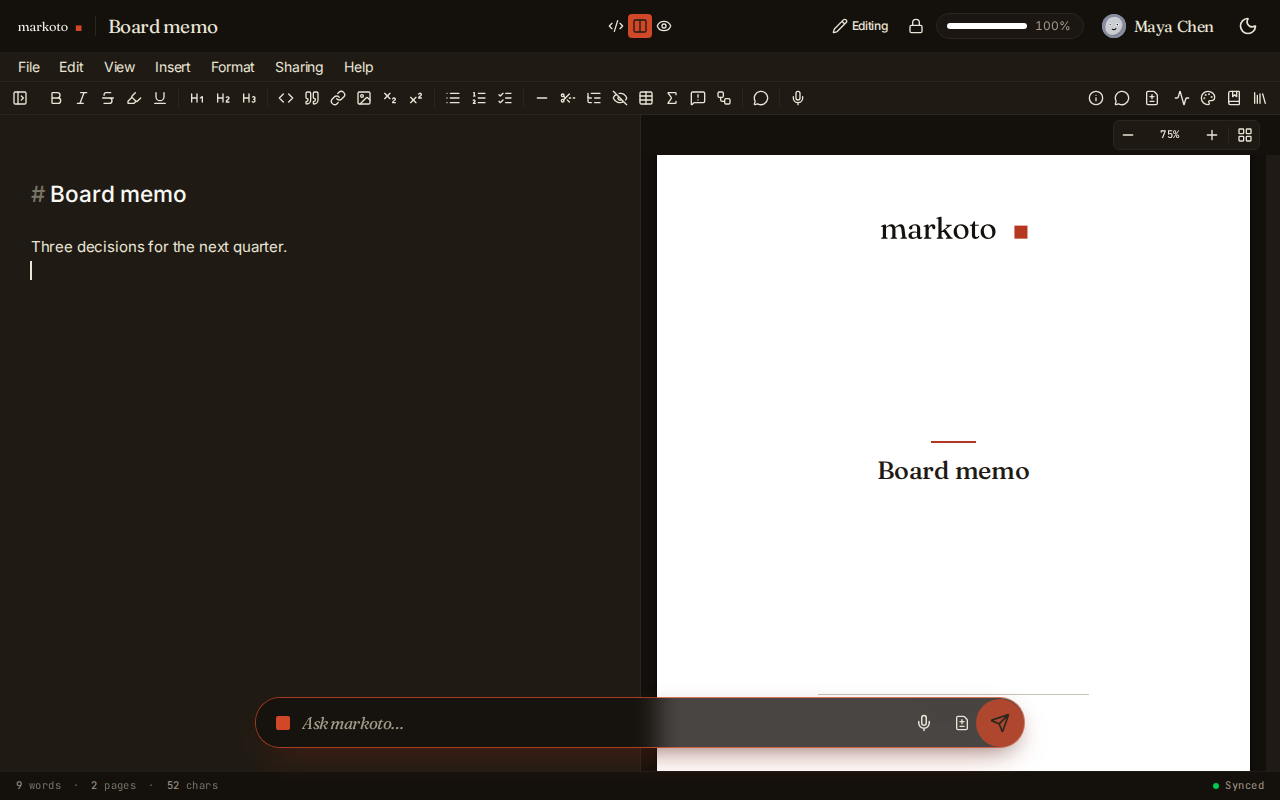 markoto
Board memo
Editing
100%
Maya Chen
File Edit View Insert Format Sharing Help
H1 H2 H3
75%
# Board memo
Three decisions for the next quarter.
markoto
Board memo
Ask markoto...
9 words · 2 pages · 52 chars
Synced